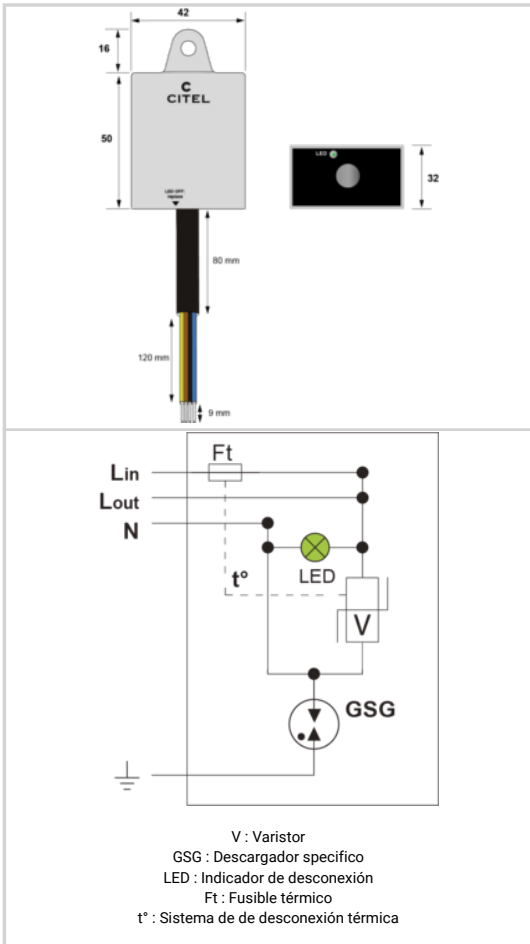 42
16
C
CITEL
50
LED OFF:
replace
LED
32
80 mm
120 mm
9 mm
Ft
Lin
Lout
N
LED
t°
V
GSG
V : Varistor
GSG : Descargador specifico
LED : Indicador de desconexión
Ft : Fusible térmico
t° : Sistema de de desconexión térmica